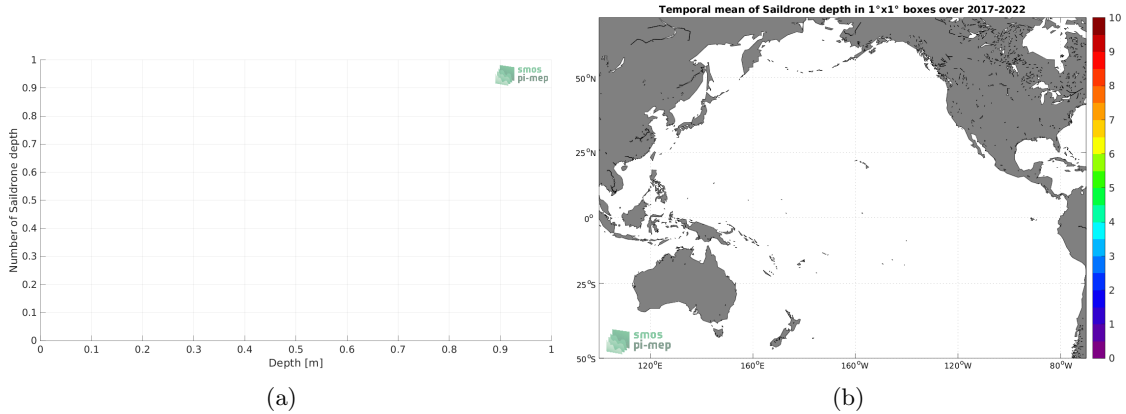 Temporal mean of Saildrone depth in 1°x1° boxes over 2017-2022
1
0.9
0.8
0.7
0.6
0.5
0.4
0.3
0.2
0.1
0
Number of Saildrone depth
0 0.1 0.2 0.3 0.4 0.5 0.6 0.7 0.8 0.9 1
Depth [m]
smos
pi-mep
(a)
50°N
25°N
0°
25°S
50°S
120°E 160°E 160°W 120°W 80°W
smos
pi-mep
10
9
8
7
6
5
4
3
2
1
0
(b)